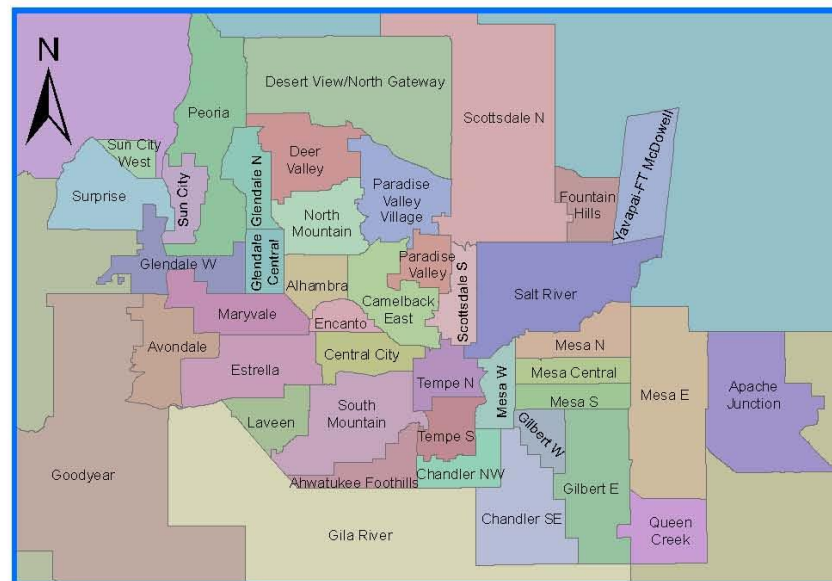 N
Desert View/North Gateway
Peoria
Scottsdale N
Sun City
West
Deer
Valley
Glendale N
Yavapai-FT McDowell
Surprise
Sun City
Paradise
Valley
Village
Fountain
Hills
North
Mountain
Glendale W
Glendale
Central
Paradise
Valley
Scottsdale S
Alhambra
Salt River
Camelback
East
Maryvale
Encanto
Avondale
Mesa N
Central City
Estrella
Tempe N
Mesa W
Mesa Central
Mesa E
Apache
Junction
Mesa S
South
Mountain
Laveen
Tempe S
Gilbert W
Goodyear
Ahwatukee Foothills
Chandler NW
Gilbert E
Chandler SE
Queen
Creek
Gila River